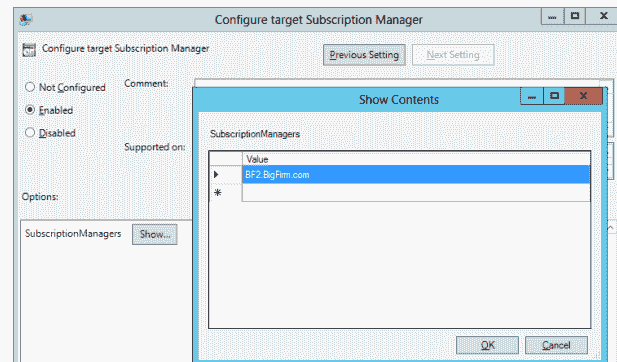 Configure target Subscription Manager
Configure target Subscription Manager
Previous Setting
Next Setting
Not Configured
Comment:
Enabled
Disabled
Supported on:
Options:
SubscriptionManagers
Show...
Show Contents
SubscriptionManagers
Value
BF2.BigFirm.com
OK
Cancel